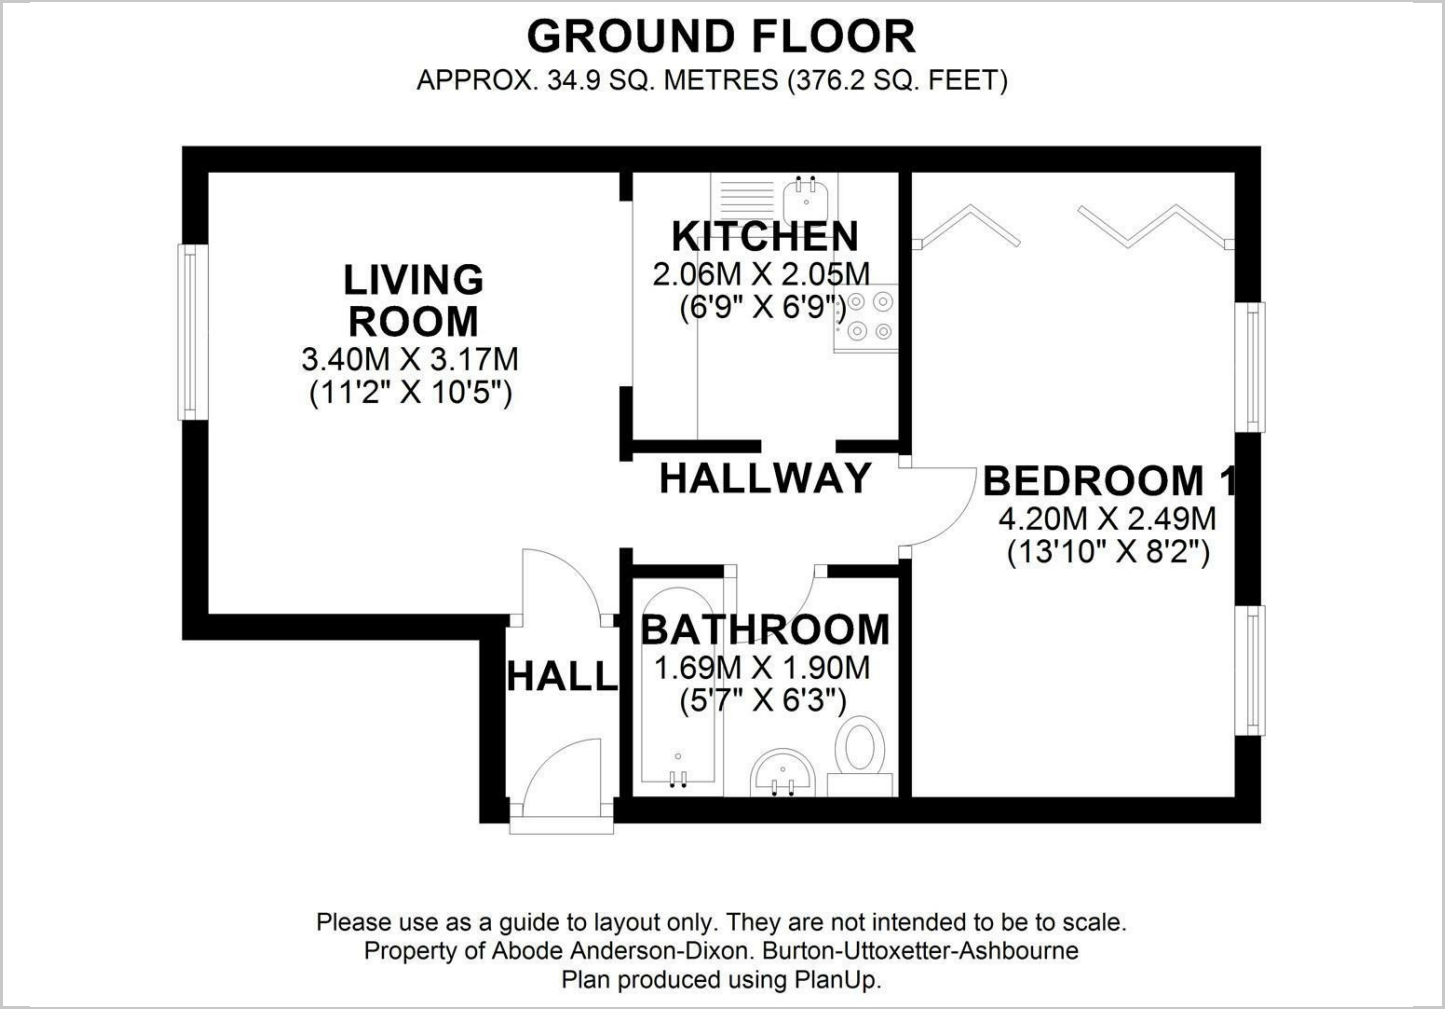 GROUND FLOOR
APPROX. 34.9 SQ. METRES (376.2 SQ. FEET)
LIVING
ROOM
3.40M X 3.17M
(11'2" X 10'5")
KITCHEN
2.06M X 2.05M
(6'9" X 6'9")
HALLWAY
BEDROOM 1
4.20M X 2.49M
(13'10" X 8'2")
BATHROOM
1.69M X 1.90M
(5'7" X 6'3")
HALL
Please use as a guide to layout only. They are not intended to be to scale.
Property of Abode Anderson-Dixon. Burton-Uttoxetter-Ashbourne
Plan produced using PlanUp.